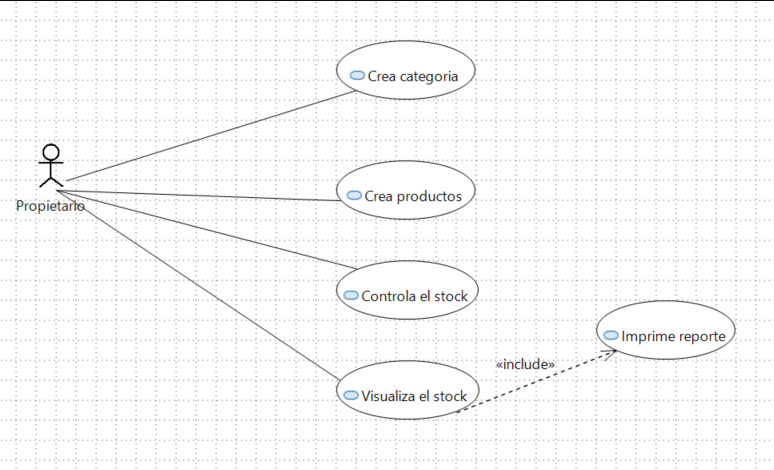 Crea categoria
Propietario
Crea productos
Controla el stock
Imprime reporte
«include»
Visualiza el stock